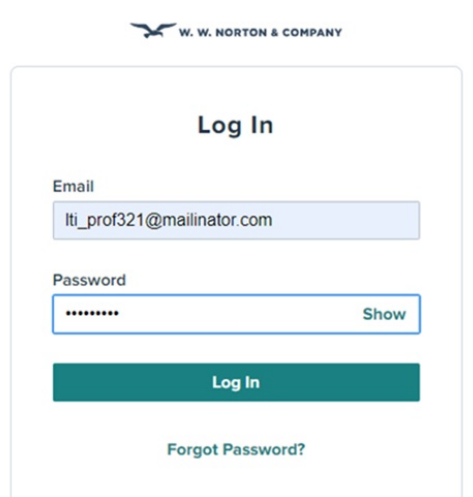 W. W. NORTON & COMPANY
Log In
Email
lti_prof321@mailinator.com
Password
•••••••••
Show
Log In
Forgot Password?